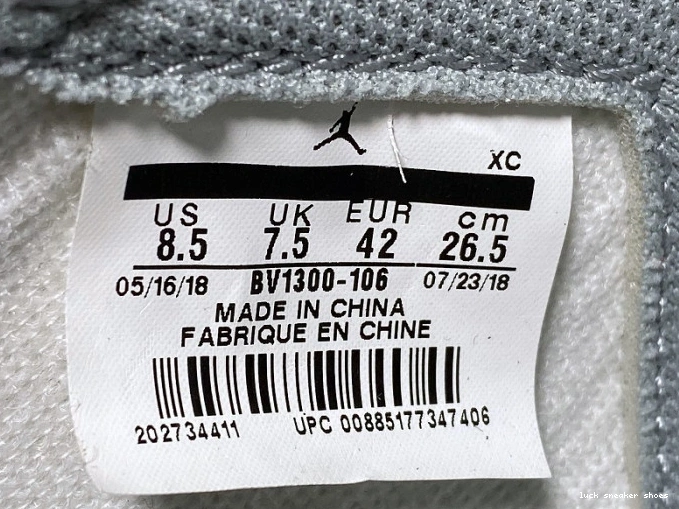 XC
US UK EUR cm
8.5 7.5 42 26.5
05/16/18 BV1300-106 07/23/18
MADE IN CHINA
FABRIQUE EN CHINE
202734411 UPC 00885177347406
luck sneaker shoes